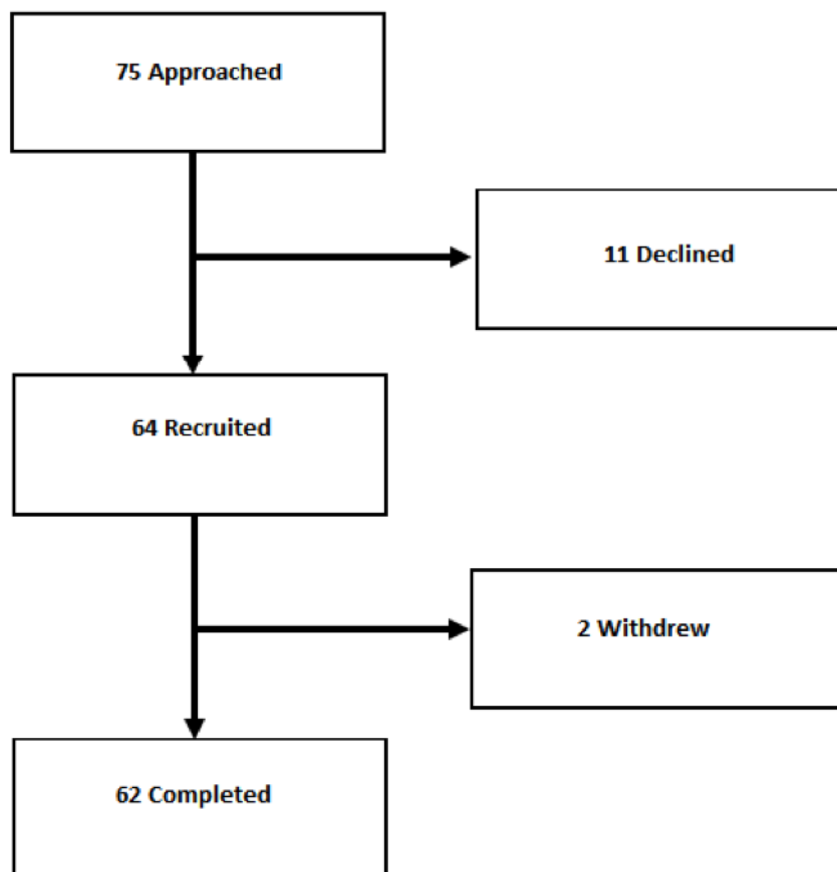 75 Approached
11 Declined
64 Recruited
2 Withdrew
62 Completed